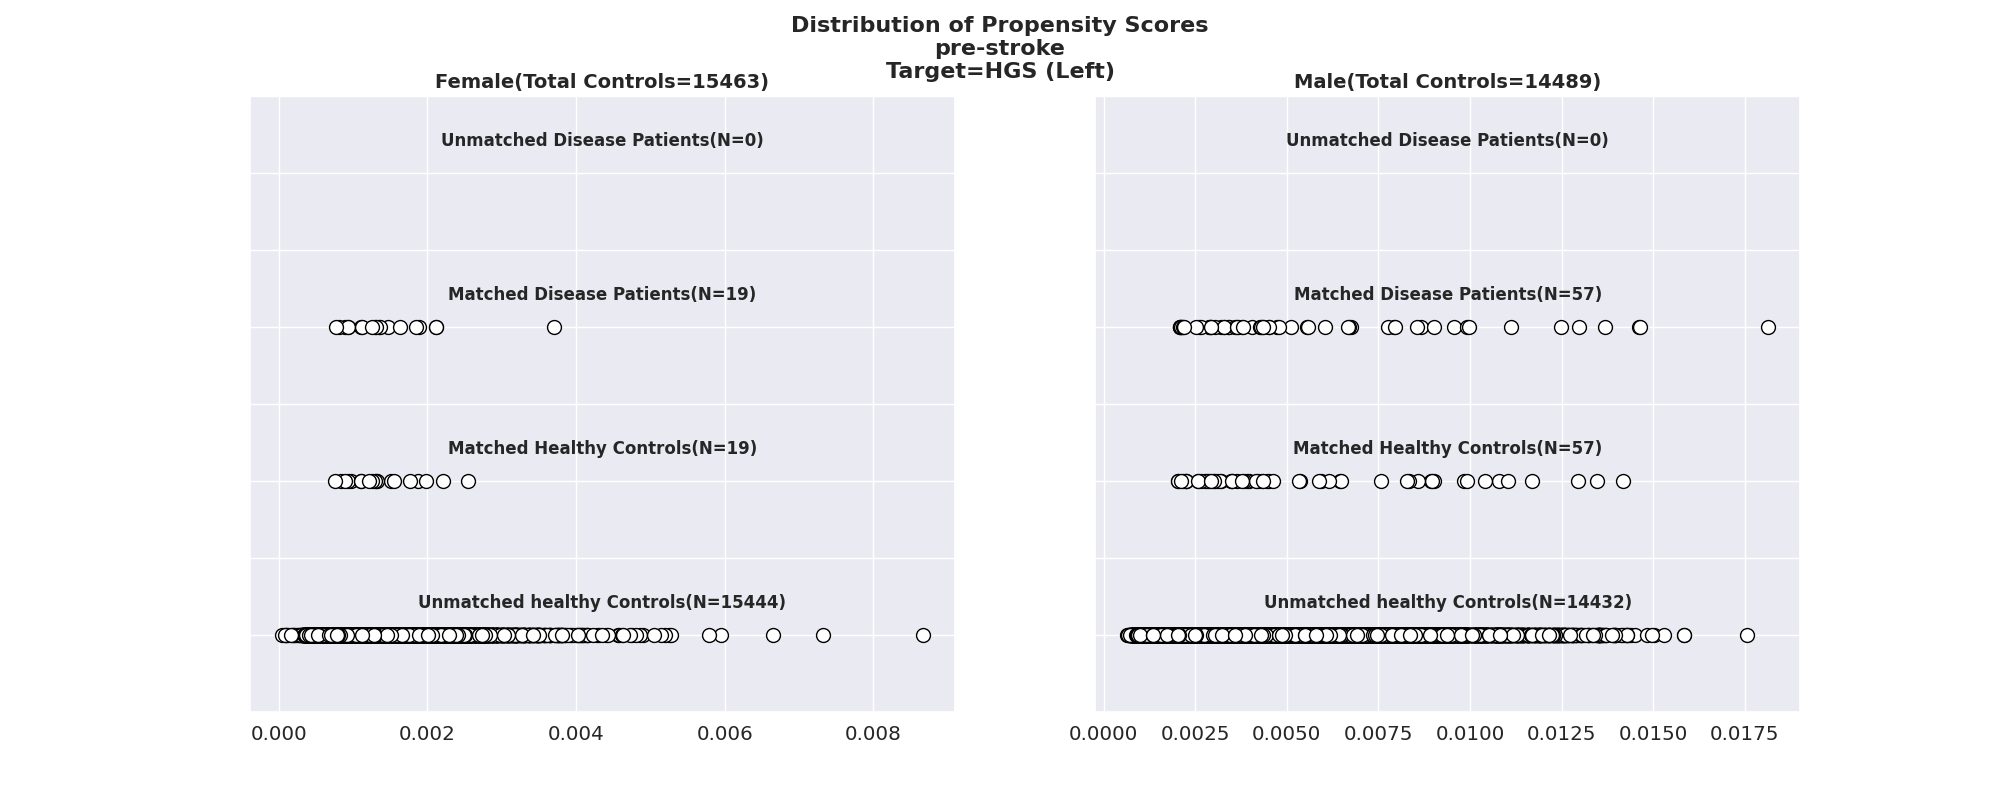 Distribution of Propensity Scores
pre-stroke
Target=HGS (Left)
Female(Total Controls=15463)
Unmatched Disease Patients(N=0)
Matched Disease Patients(N=19)
Matched Healthy Controls(N=19)
Unmatched healthy Controls(N=15444)
0.000 0.002 0.004 0.006 0.008
Male(Total Controls=14489)
Unmatched Disease Patients(N=0)
Matched Disease Patients(N=57)
Matched Healthy Controls(N=57)
Unmatched healthy Controls(N=14432)
0.0000 0.0025 0.0050 0.0075 0.0100 0.0125 0.0150 0.0175